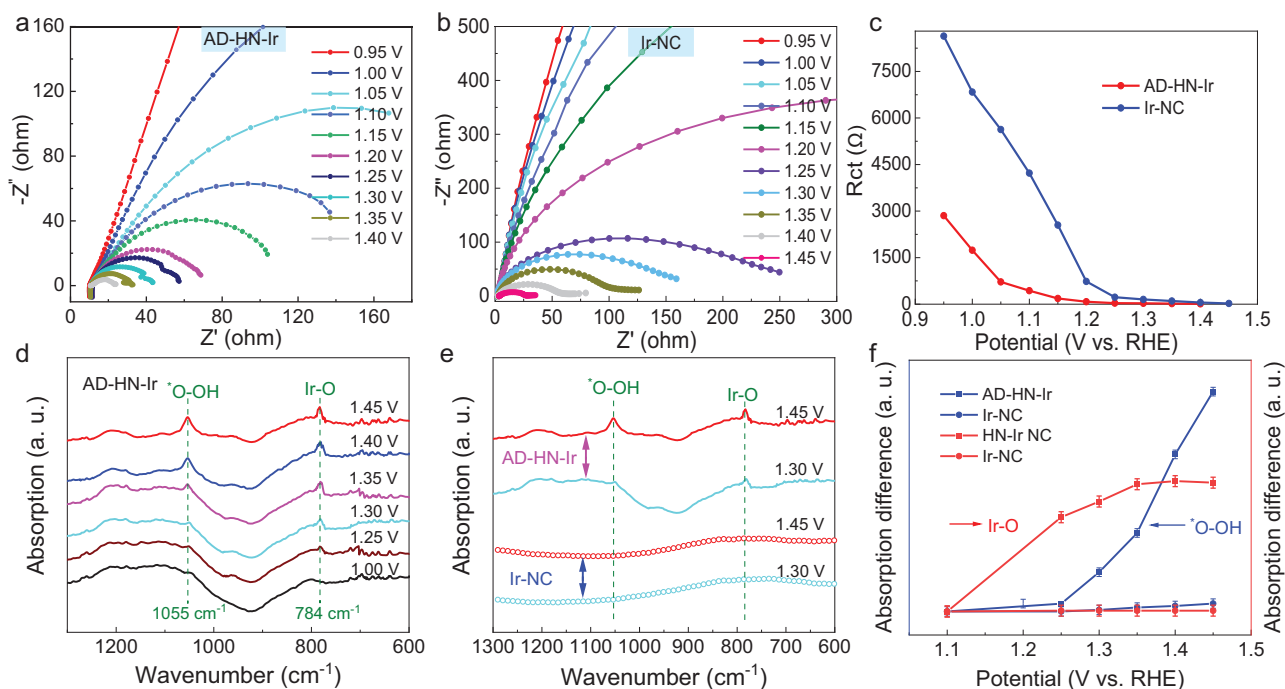 a
AD-HN-Ir
160
120
80
40
0
0
40
80
120
160
-Z" (ohm)
Z' (ohm)
0.95 V
1.00 V
1.05 V
1.10 V
1.15 V
1.20 V
1.25 V
1.30 V
1.35 V
1.40 V
b
Ir-NC
500
400
300
200
100
0
0
50
100
150
200
250
300
-Z" (ohm)
Z' (ohm)
0.95 V
1.00 V
1.05 V
1.10 V
1.15 V
1.20 V
1.25 V
1.30 V
1.35 V
1.40 V
1.45 V
c
7500
6000
4500
3000
1500
0
0.9
1.0
1.1
1.2
1.3
1.4
1.5
Rct (Ω)
Potential (V vs. RHE)
AD-HN-Ir
Ir-NC
d
AD-HN-Ir
*O-OH
Ir-O
1.45 V
1.40 V
1.35 V
1.30 V
1.25 V
1.00 V
1055 cm⁻¹
784 cm⁻¹
Absorption (a. u.)
1200
1100
1000
900
800
700
600
Wavenumber (cm⁻¹)
e
*O-OH
Ir-O
1.45 V
AD-HN-Ir
1.30 V
1.45 V
Ir-NC
1.30 V
Absorption (a. u.)
1300
1200
1100
1000
900
800
700
600
Wavenumber (cm⁻¹)
f
AD-HN-Ir
Ir-NC
HN-Ir NC
Ir-NC
Ir-O
*O-OH
Absorption difference (a. u.)
Absorption difference (a. u.)
1.1
1.2
1.3
1.4
1.5
Potential (V vs. RHE)